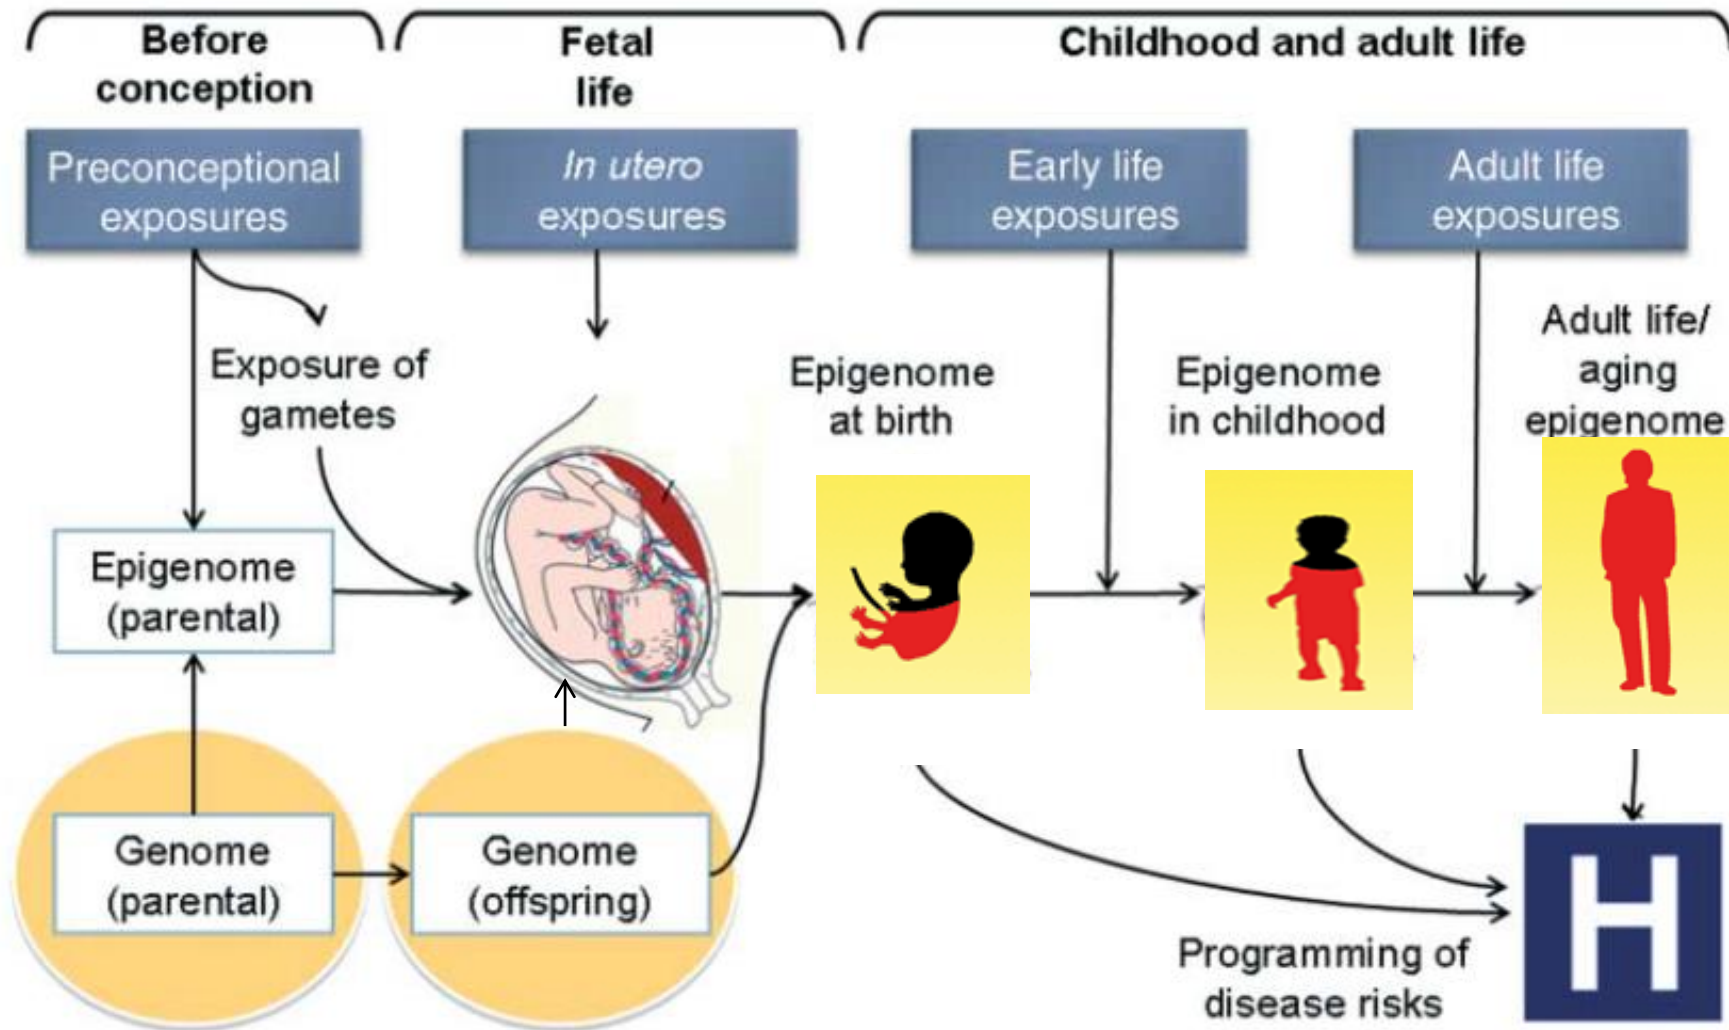 Before
conception
Fetal
life
Childhood and adult life
Preconceptional
exposures
In utero
exposures
Early life
exposures
Adult life
exposures
Exposure of
gametes
Epigenome
at birth
Epigenome
in childhood
Adult life/
aging
epigenome
Epigenome
(parental)
Genome
(parental)
Genome
(offspring)
Programming of
disease risks
H